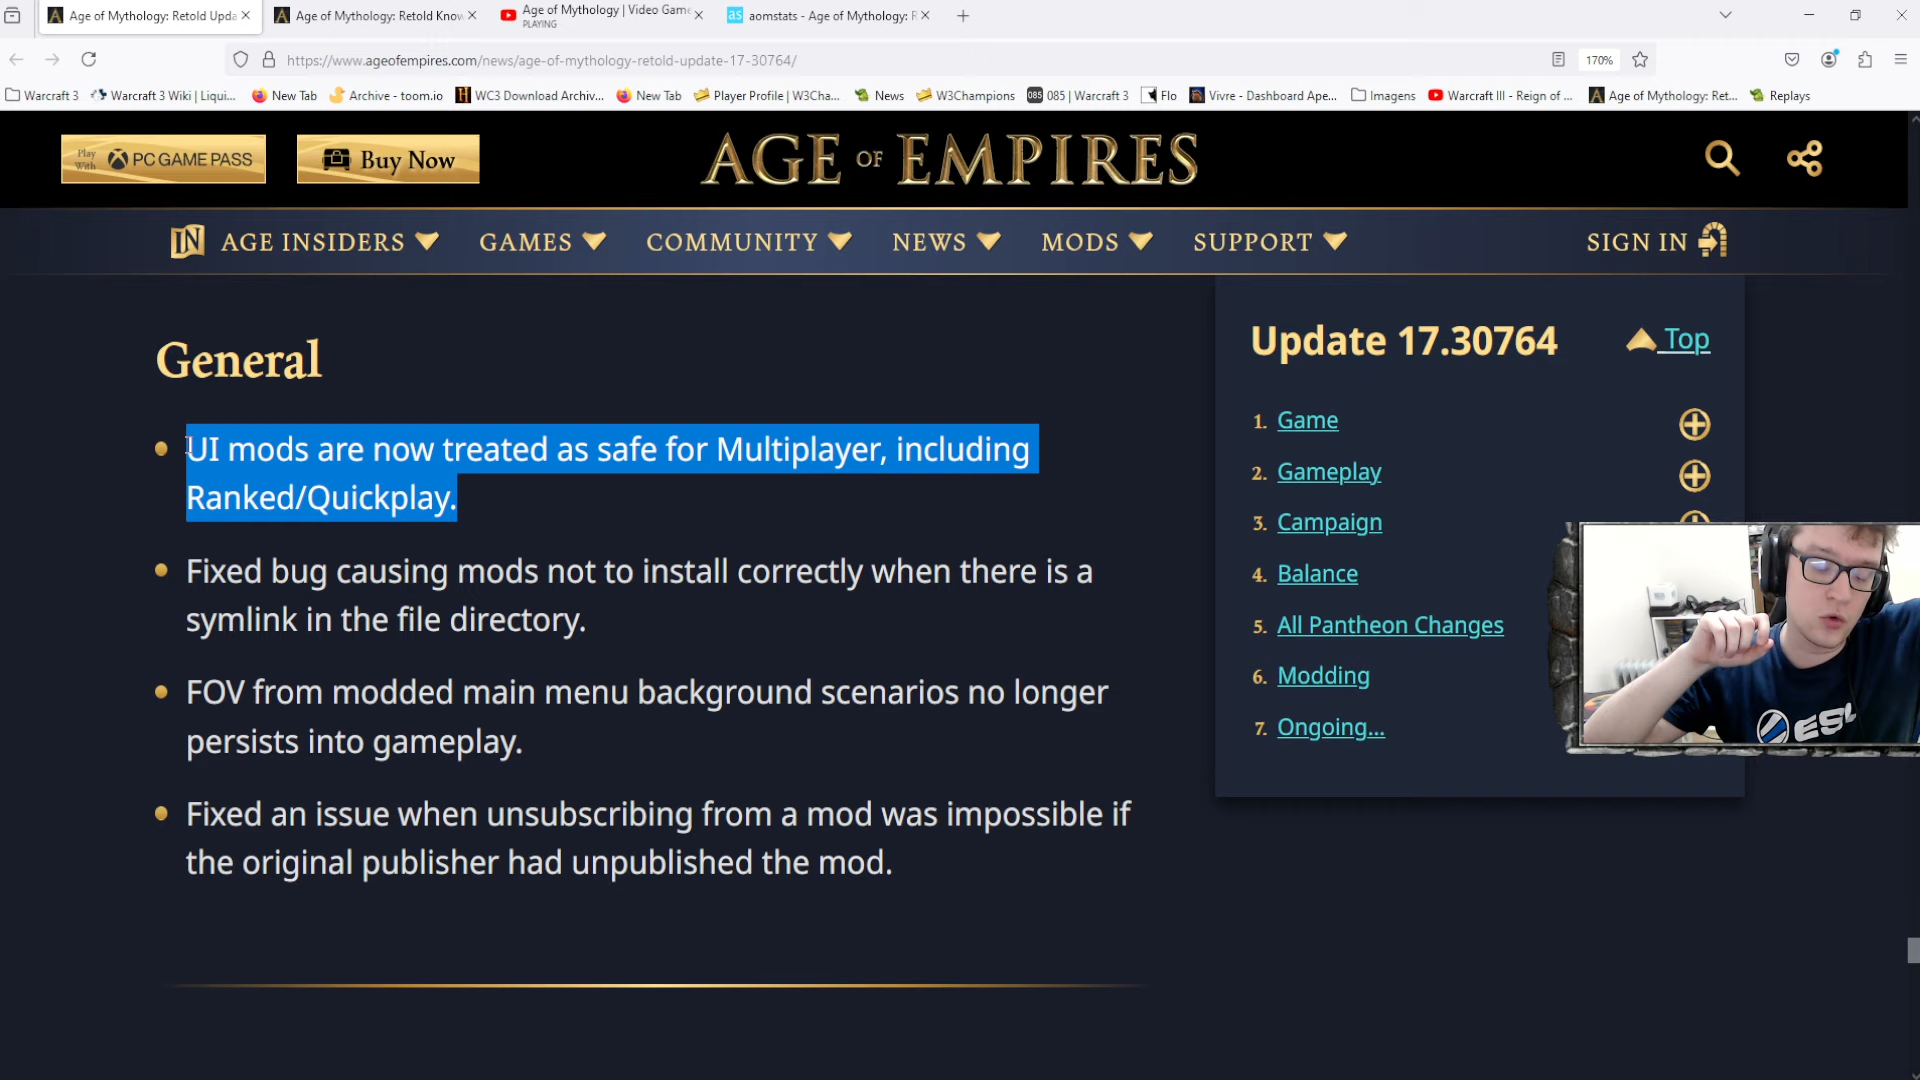 Age of Mythology: Retold Upda
Age of Mythology: Retold Know
Age of Mythology | Video Game
PLAYING
aomstats - Age of Mythology: R
https://www.ageofempires.com/news/age-of-mythology-retold-update-17-30764/
170%
Warcraft 3
Warcraft 3 Wiki | Liqui...
New Tab
Archive - toom.io
WC3 Download Archiv...
New Tab
Player Profile | W3Cha...
News
W3Champions
085 085 | Warcraft 3
Flo
Vivre - Dashboard Ape...
Imagens
Warcraft III - Reign of ...
Age of Mythology: Ret...
Replays
Play With XBOX PC GAME PASS
Buy Now
AGE OF EMPIRES
IN AGE INSIDERS
GAMES
COMMUNITY
NEWS
MODS
SUPPORT
SIGN IN
General
UI mods are now treated as safe for Multiplayer, including
Ranked/Quickplay.
Fixed bug causing mods not to install correctly when there is a
symlink in the file directory.
FOV from modded main menu background scenarios no longer
persists into gameplay.
Fixed an issue when unsubscribing from a mod was impossible if
the original publisher had unpublished the mod.
Update 17.30764
Top
1. Game
2. Gameplay
3. Campaign
4. Balance
5. All Pantheon Changes
6. Modding
7. Ongoing...
ESL